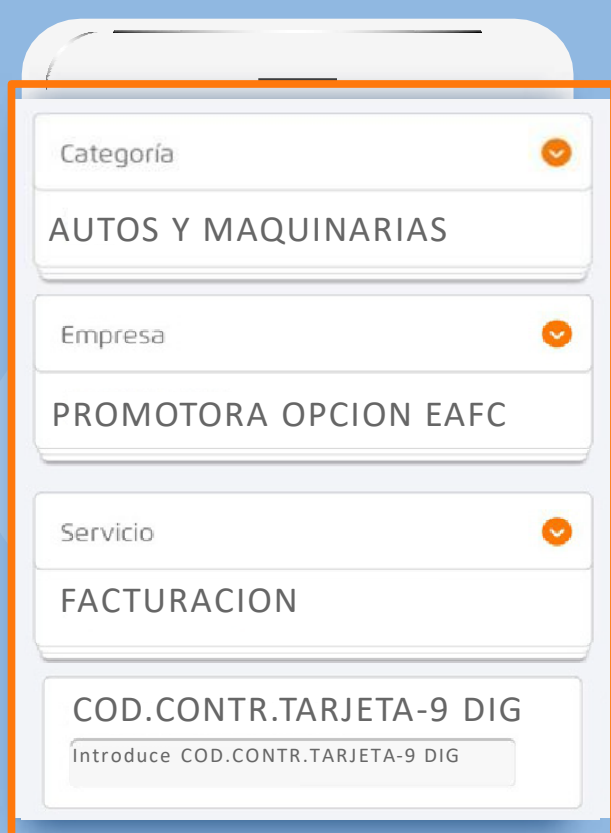 Categoría
AUTOS Y MAQUINARIAS
Empresa
PROMOTORA OPCION EAFC
Servicio
FACTURACION
COD.CONTR.TARJETA-9 DIG
Introduce COD.CONTR.TARJETA-9 DIG